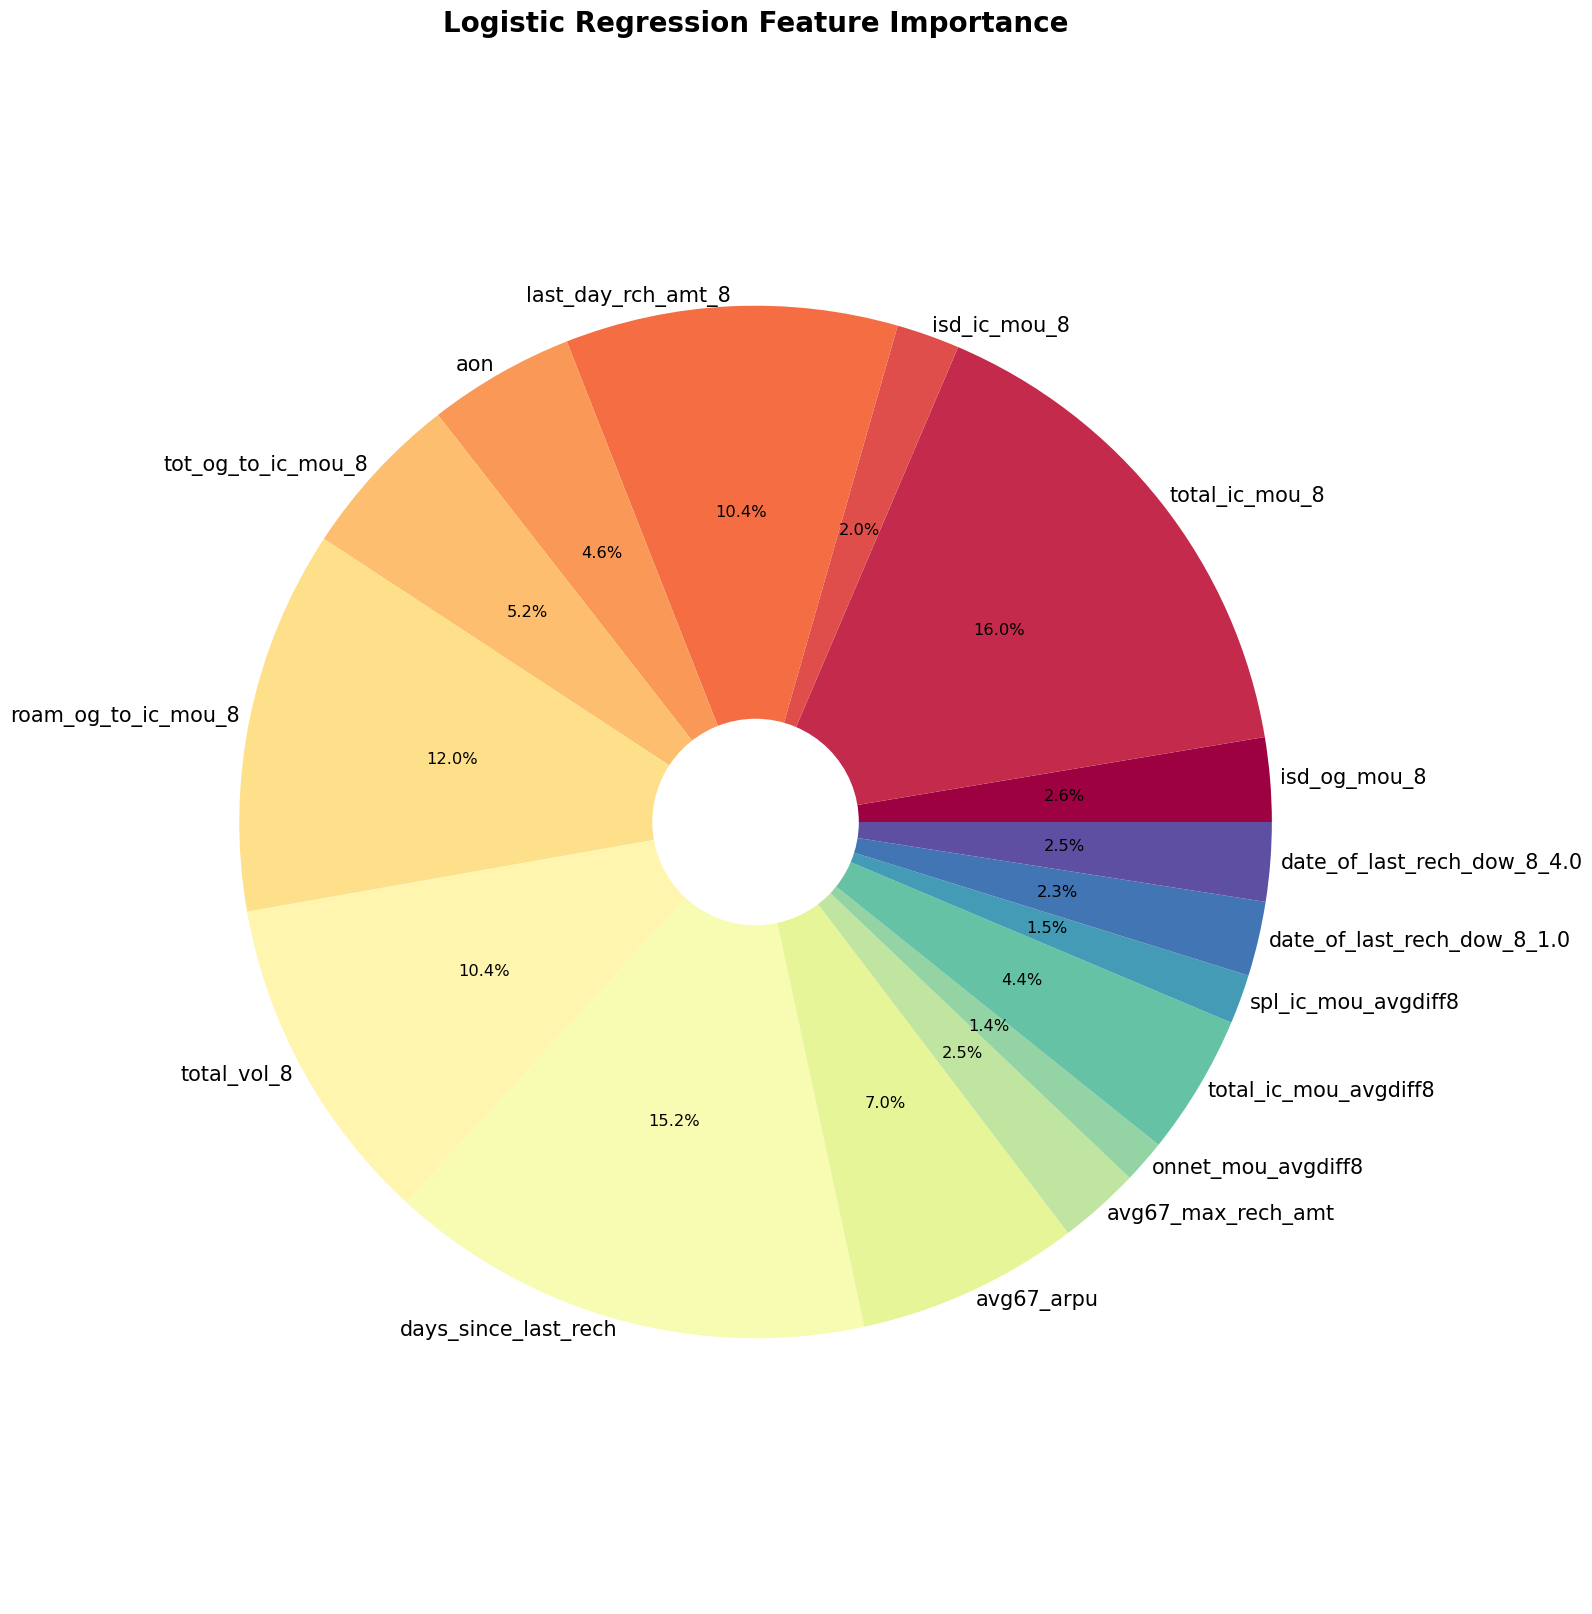 Logistic Regression Feature Importance
last_day_rch_amt_8
isd_ic_mou_8
aon
tot_og_to_ic_mou_8
total_ic_mou_8
10.4%
2.0%
4.6%
5.2%
16.0%
roam_og_to_ic_mou_8
12.0%
isd_og_mou_8
2.6%
2.5%
date_of_last_rech_dow_8_4.0
2.3%
1.5%
date_of_last_rech_dow_8_1.0
10.4%
4.4%
spl_ic_mou_avgdiff8
1.4%
2.5%
total_vol_8
total_ic_mou_avgdiff8
7.0%
15.2%
onnet_mou_avgdiff8
avg67_max_rech_amt
avg67_arpu
days_since_last_rech